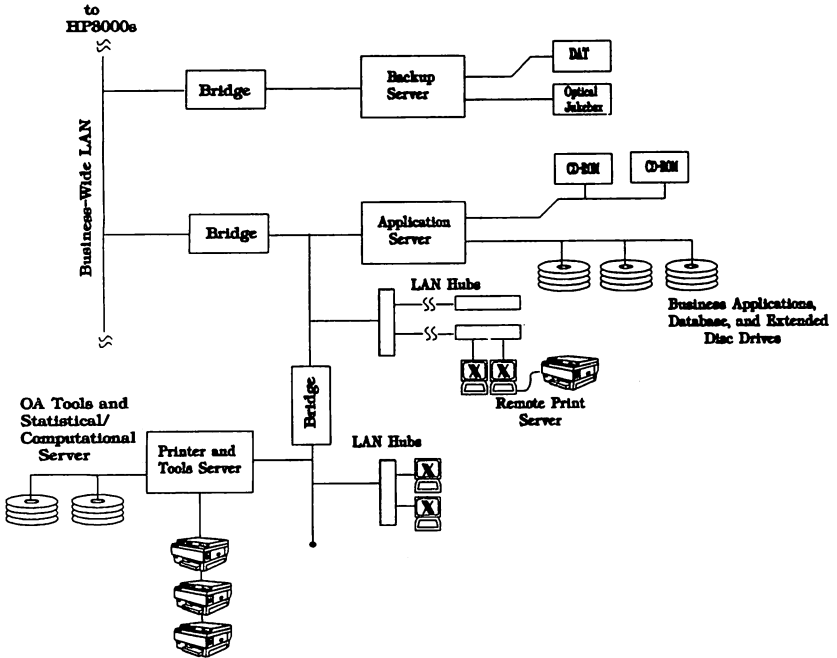 to
HP8000s
Bridge
Backup
Server
DAT
Optical
Jukebox
Business-Wide LAN
CD-ROM
CD-ROM
Bridge
Application
Server
LAN Hubs
Business Applications,
Database, and Extended
Disc Drives
X
X
Remote Print
Server
Bridge
OA Tools and
Statistical/
Computational
Server
Printer and
Tools Server
LAN Hubs
X
X